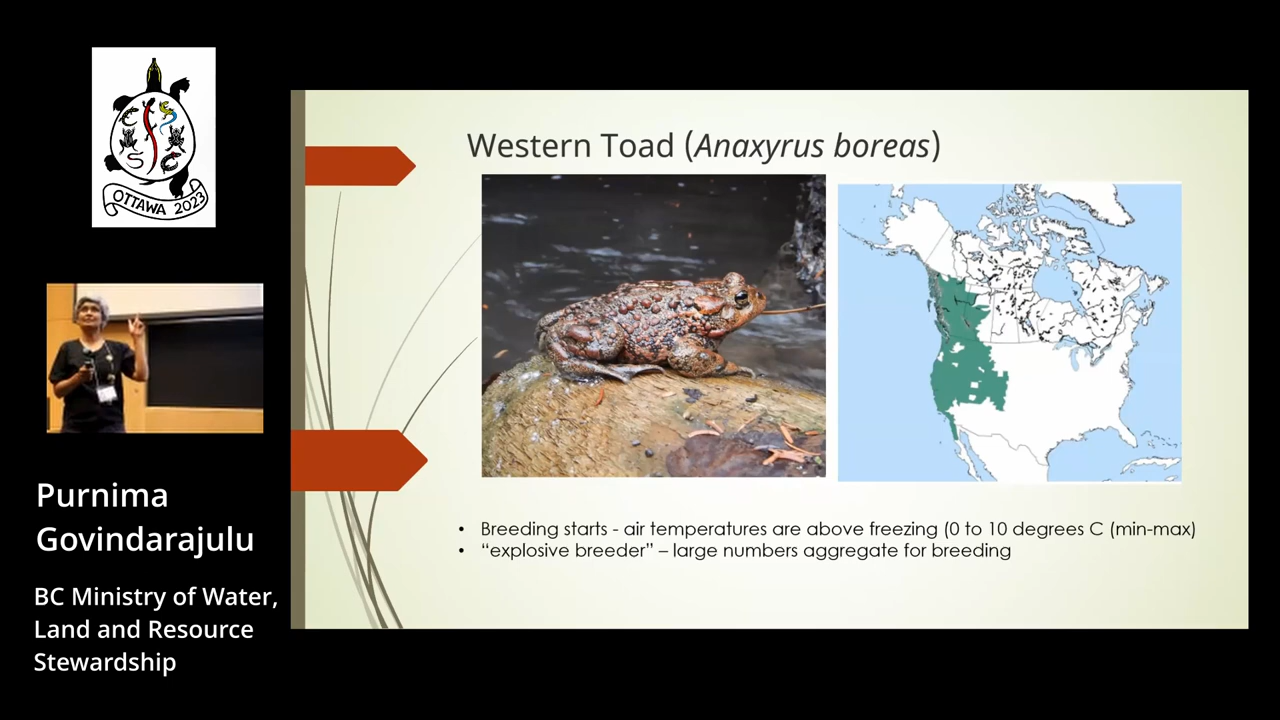 C S C
OTTAWA 2023
Purnima
Govindarajulu
BC Ministry of Water,
Land and Resource
Stewardship
Western Toad (Anaxyrus boreas)
• Breeding starts - air temperatures are above freezing (0 to 10 degrees C (min-max)
• “explosive breeder” – large numbers aggregate for breeding